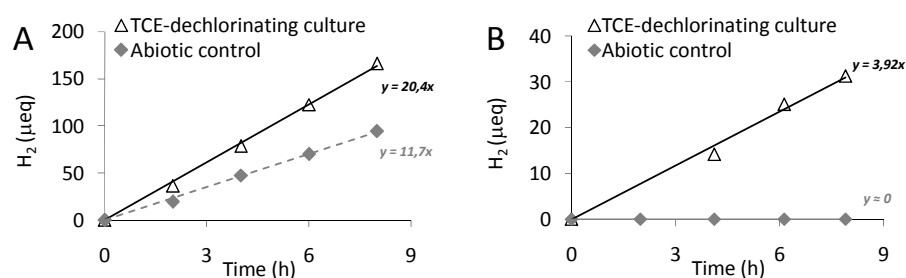 A
△ TCE-dechlorinating culture
◆ Abiotic control
200
150
100
50
0
H₂ (µeq)
y = 20,4x
y = 11,7x
0 3 6 9
Time (h)
B
△ TCE-dechlorinating culture
◆ Abiotic control
40
30
20
10
0
H₂ (µeq)
y = 3,92x
y ≈ 0
0 3 6 9
Time (h)